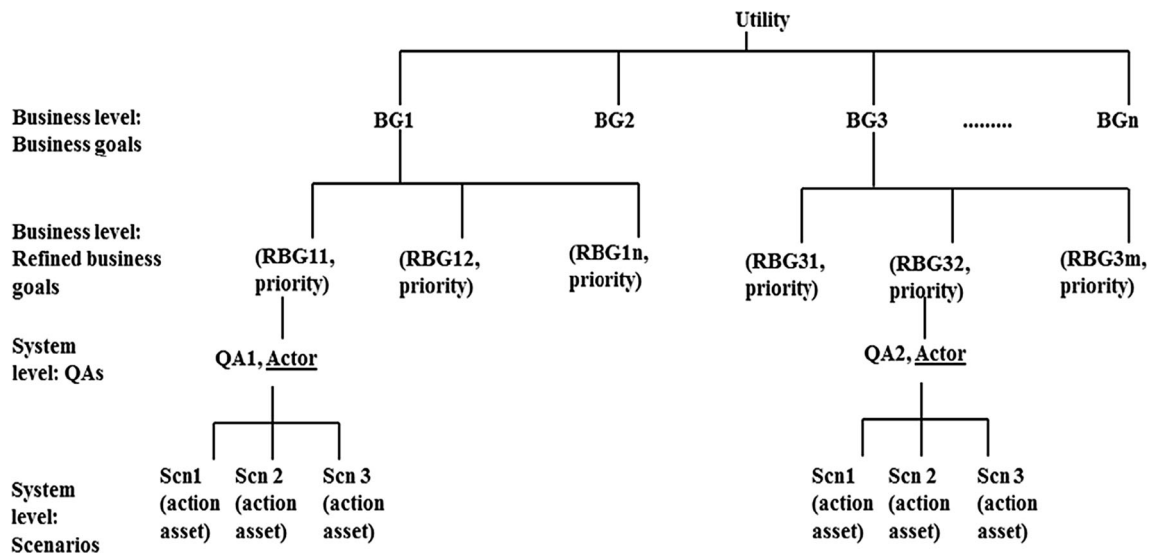 Utility
Business level:
Business goals
BG1
BG2
BG3
.........
BGn
Business level:
Refined business
goals
(RBG11,
priority)
(RBG12,
priority)
(RBG1n,
priority)
(RBG31,
priority)
(RBG32,
priority)
(RBG3m,
priority)
System
level: QAs
QA1, Actor
QA2, Actor
System
level:
Scenarios
Scn1
(action
asset)
Scn 2
(action
asset)
Scn 3
(action
asset)
Scn1
(action
asset)
Scn 2
(action
asset)
Scn 3
(action
asset)